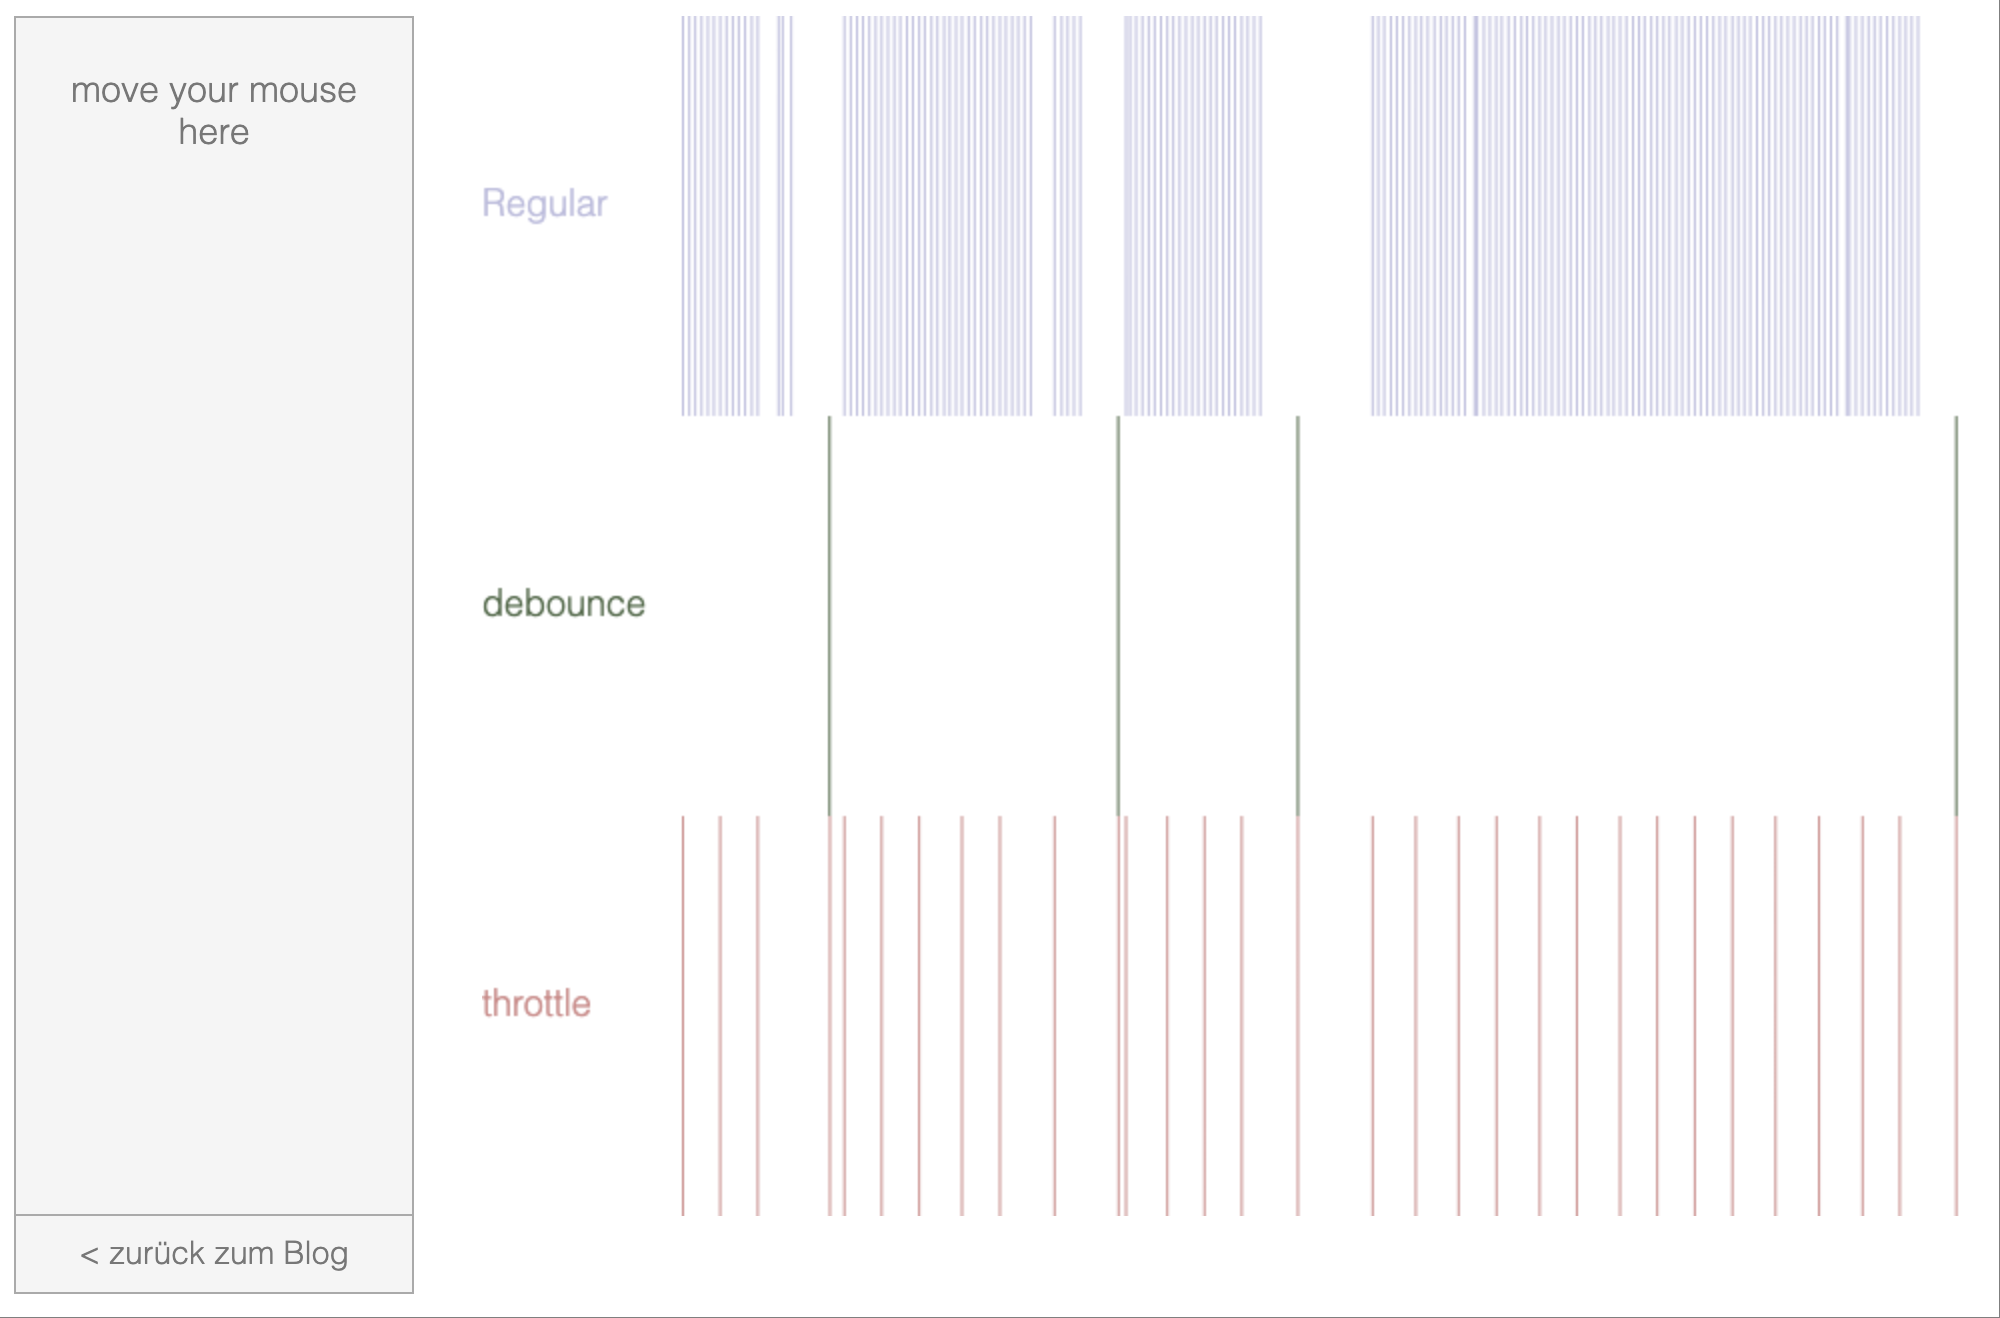 move your mouse
here
Regular
debounce
throttle
< zurück zum Blog